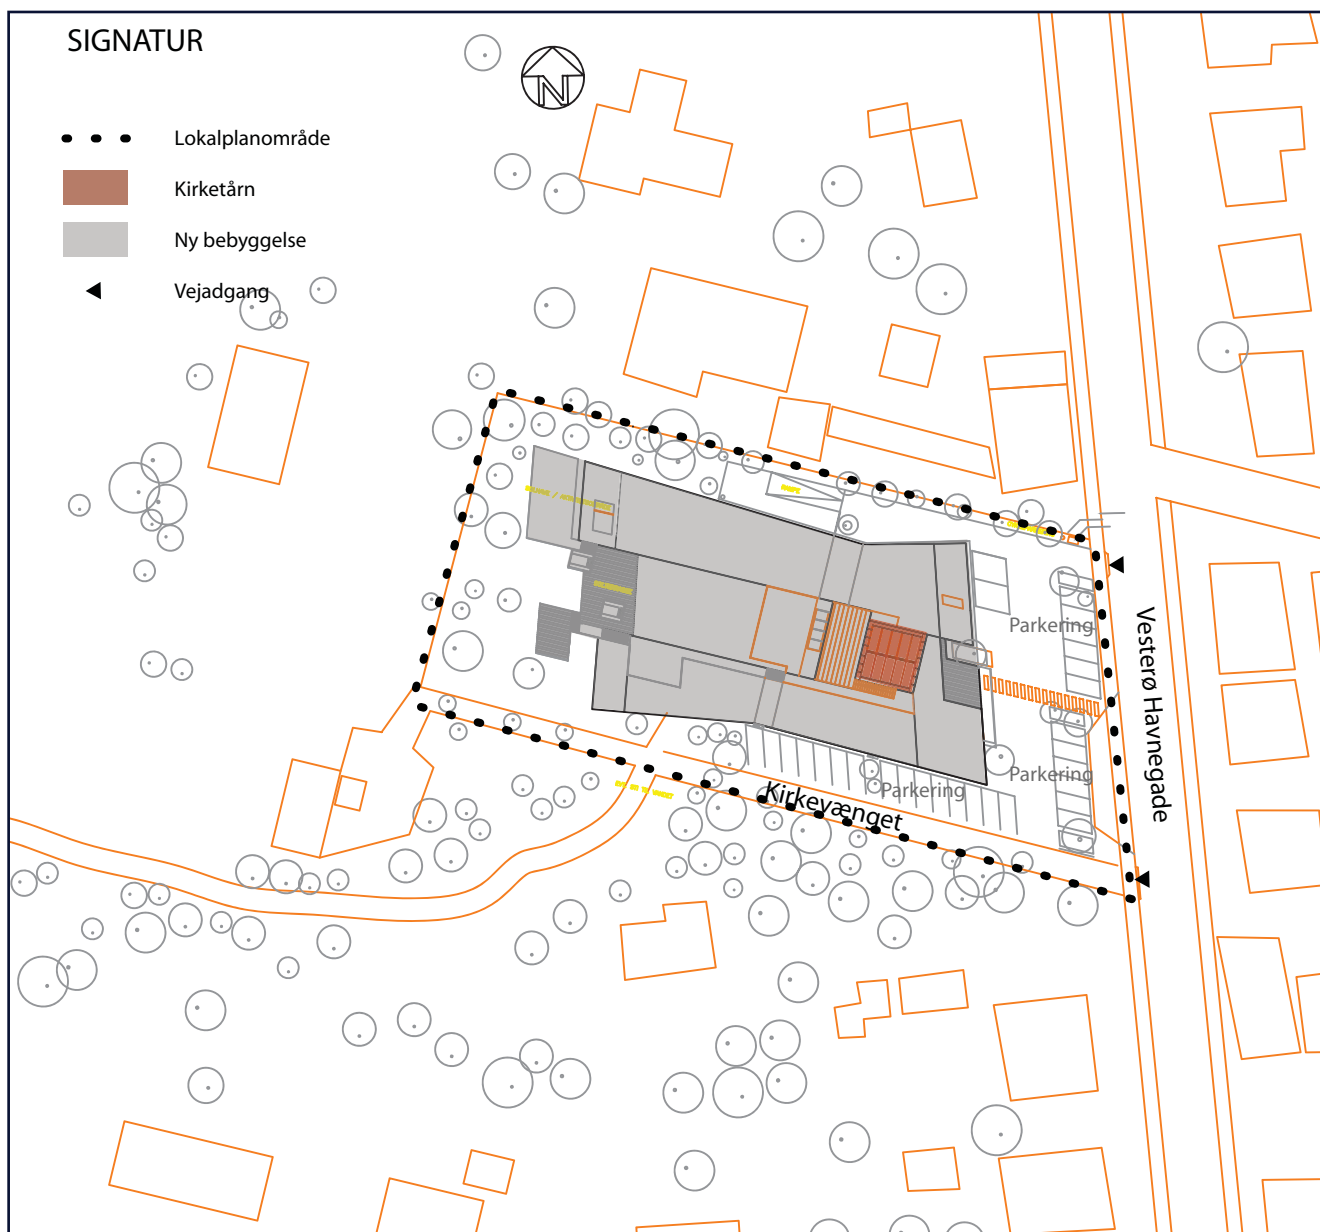 SIGNATUR
N
Lokalplanområde
Kirketårn
Ny bebyggelse
Vejadgang
Parkering
Vesterø Havnegade
Parkering
Parkering
Kirkevænget